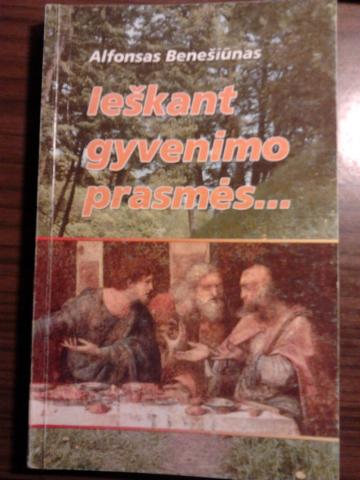 Alfonsas Benešiūnas
Ieškant
gyvenimo
prasmės...